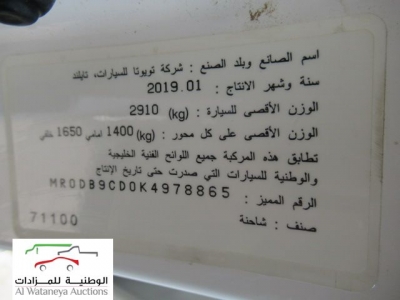 اسم الصانع وبلد الصنع : شركة تويوتا للسيارات، تايلند
سنة وشهر الانتاج : 2019.01
الوزن الأقصى للسيارة : 2910 (kg)
الوزن الأقصى على كل محور : (kg) 1400 امامي 1650 خلفي
تطابق هذه المركبة جميع اللوائح الفنية الخليجية
والوطنية للسيارات التي صدرت حتى تاريخ الإنتاج
الرقم المميز : MR0DB9CD0K4978865
صنف : شاحنة
71100
الوطنية للمزادات
Al Wataneya Auctions